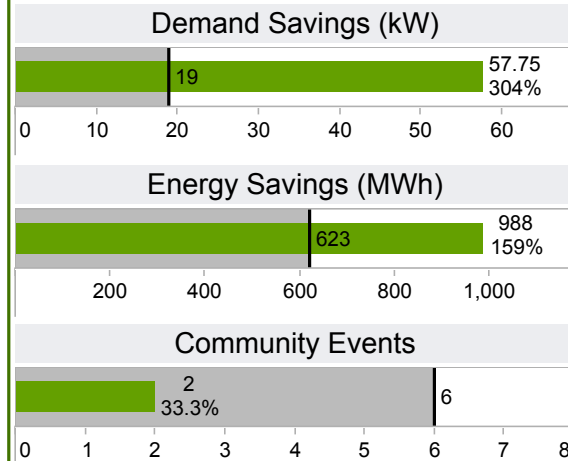 Demand Savings (kW)
19
57.75
304%
0 10 20 30 40 50 60
Energy Savings (MWh)
623
988
159%
200 400 600 800 1,000
Community Events
2
33.3%
6
0 1 2 3 4 5 6 7 8